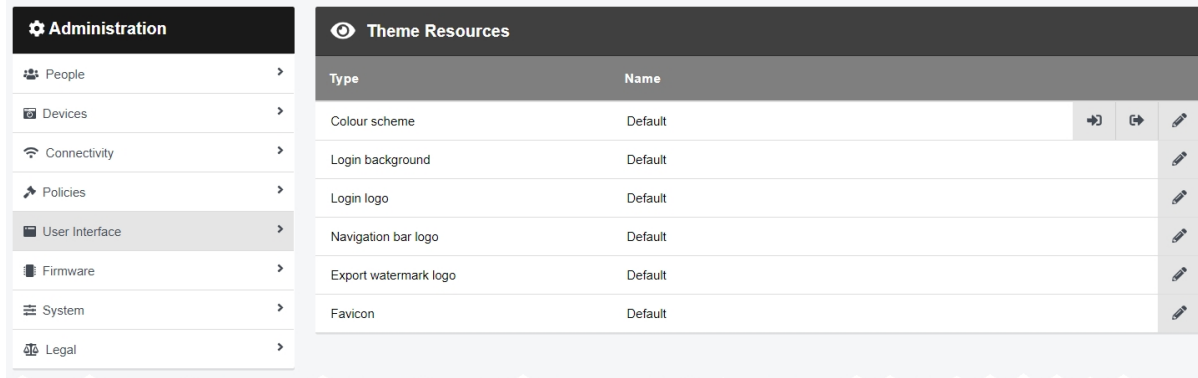 Administration
People
Devices
Connectivity
Policies
User Interface
Firmware
System
Legal
Theme Resources
Type Name
Colour scheme Default
Login background Default
Login logo Default
Navigation bar logo Default
Export watermark logo Default
Favicon Default